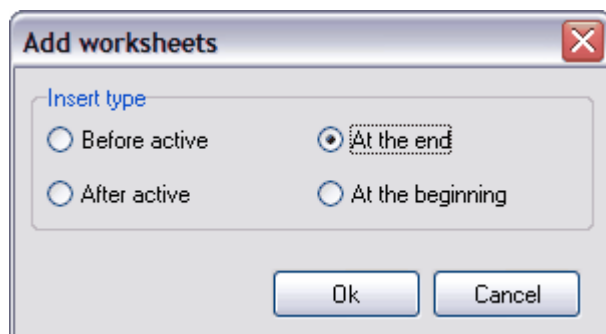 Add worksheets
Insert type
Before active
At the end
After active
At the beginning
Ok
Cancel